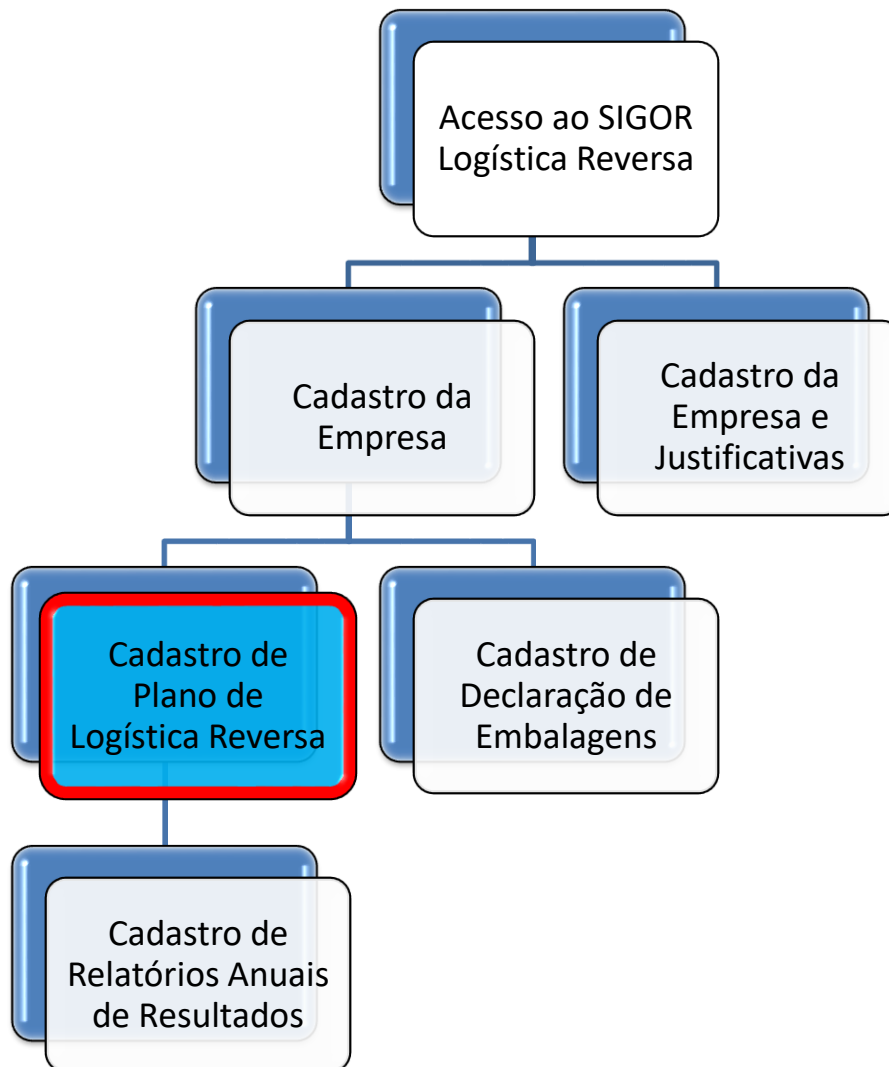 Acesso ao SIGOR
Logística Reversa
Cadastro da
Empresa
Cadastro da
Empresa e
Justificativas
Cadastro de
Plano de
Logística Reversa
Cadastro de
Declaração de
Embalagens
Cadastro de
Relatórios Anuais
de Resultados